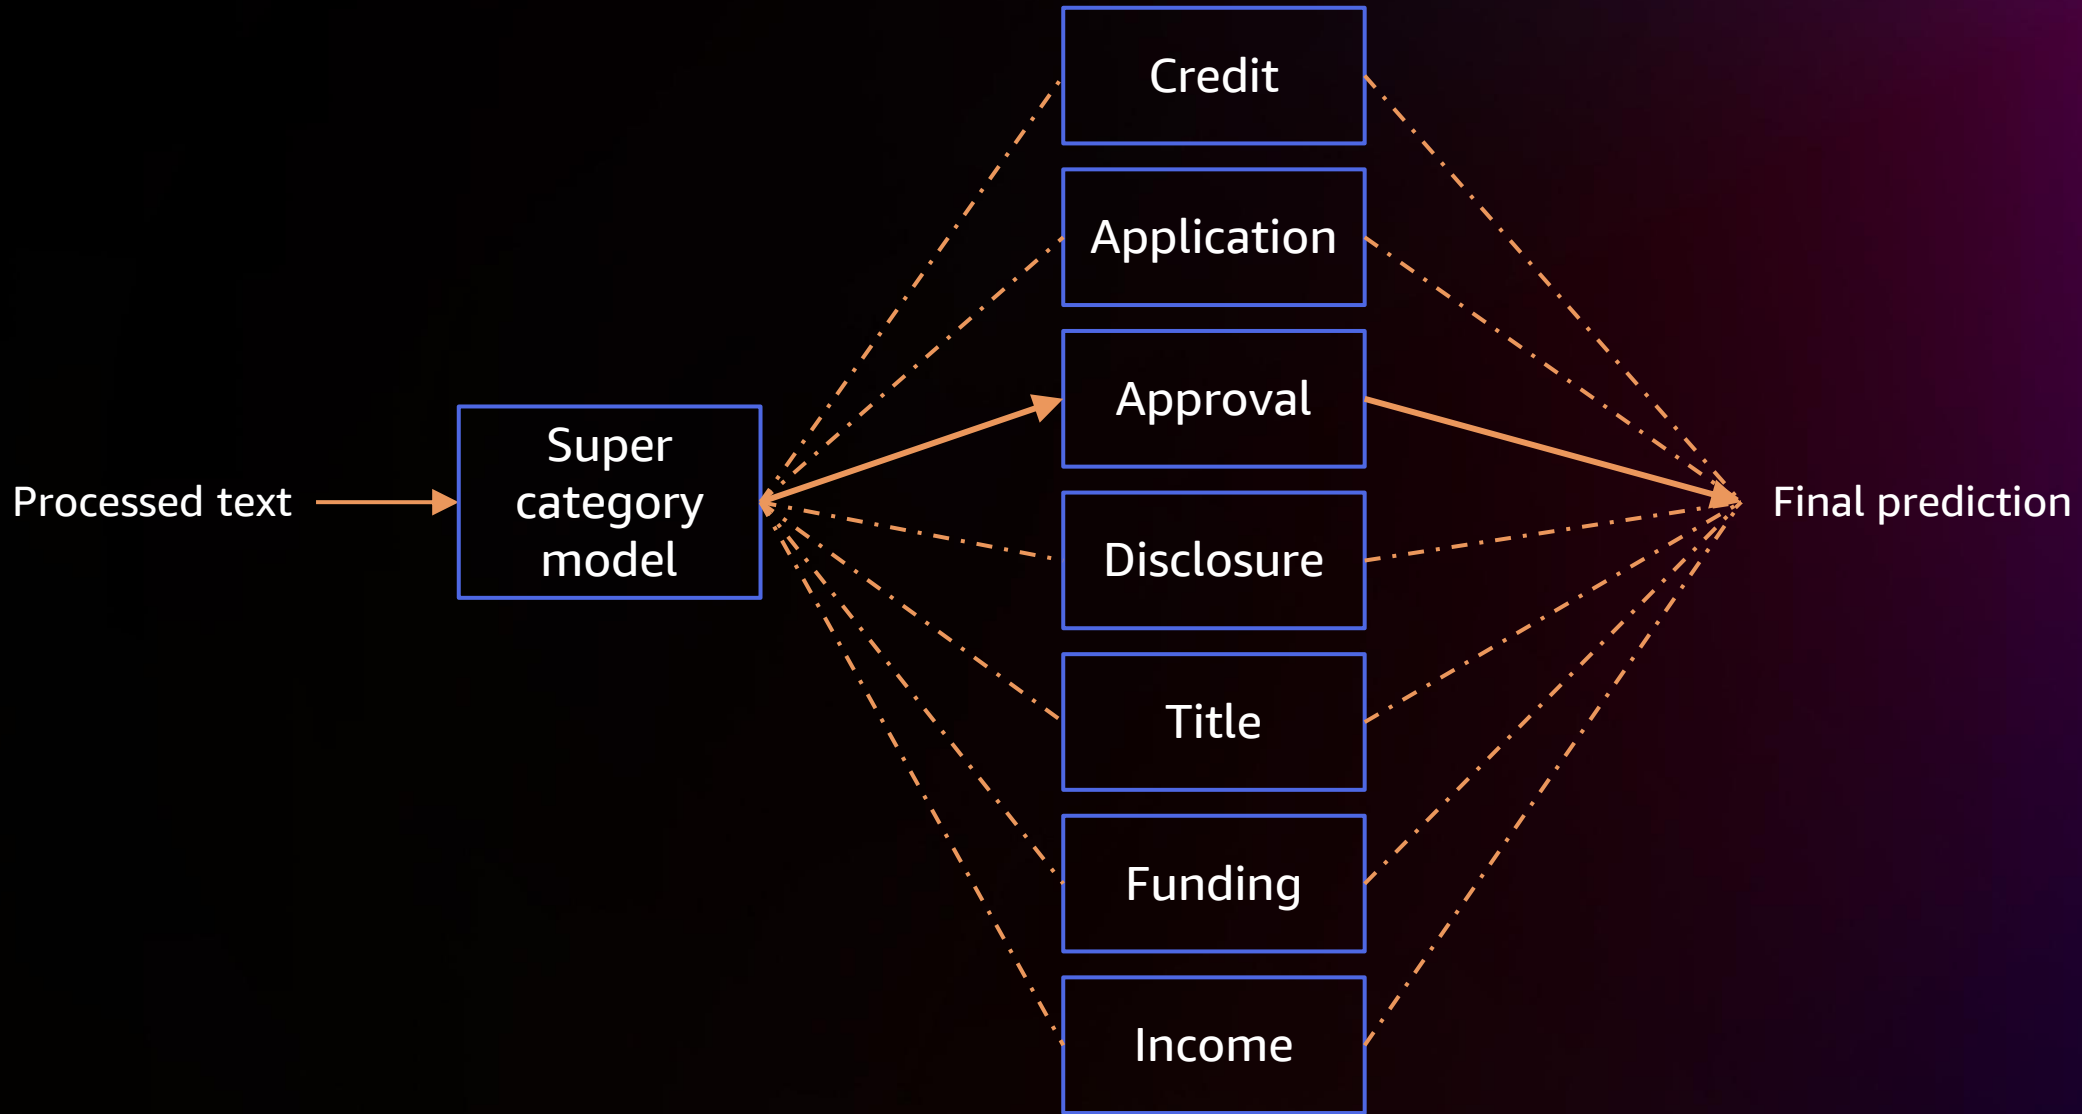 Processed text
Super
category
model
Credit
Application
Approval
Disclosure
Title
Funding
Income
Final prediction